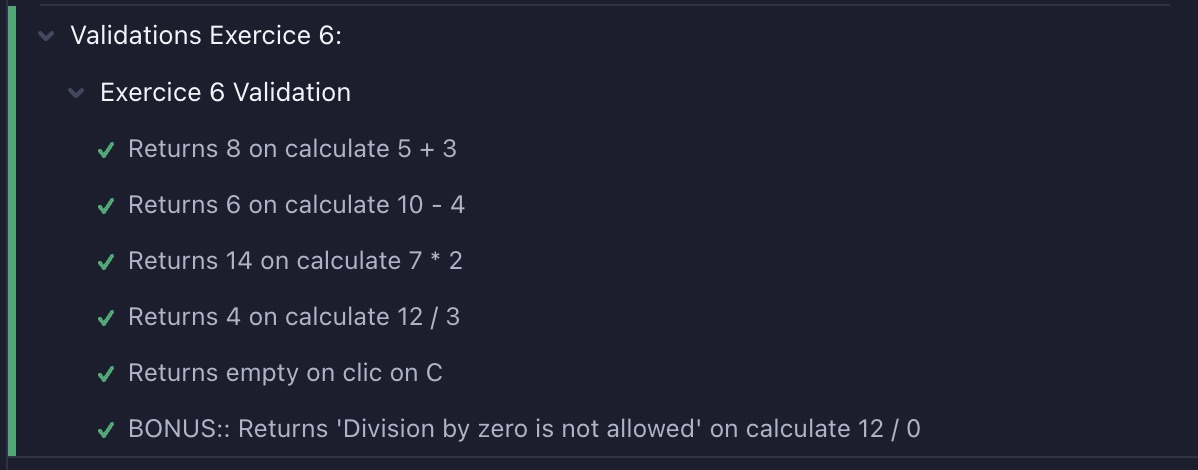 Validations Exercice 6:
Exercice 6 Validation
Returns 8 on calculate 5 + 3
Returns 6 on calculate 10 - 4
Returns 14 on calculate 7 * 2
Returns 4 on calculate 12 / 3
Returns empty on clic on C
BONUS:: Returns 'Division by zero is not allowed' on calculate 12 / 0